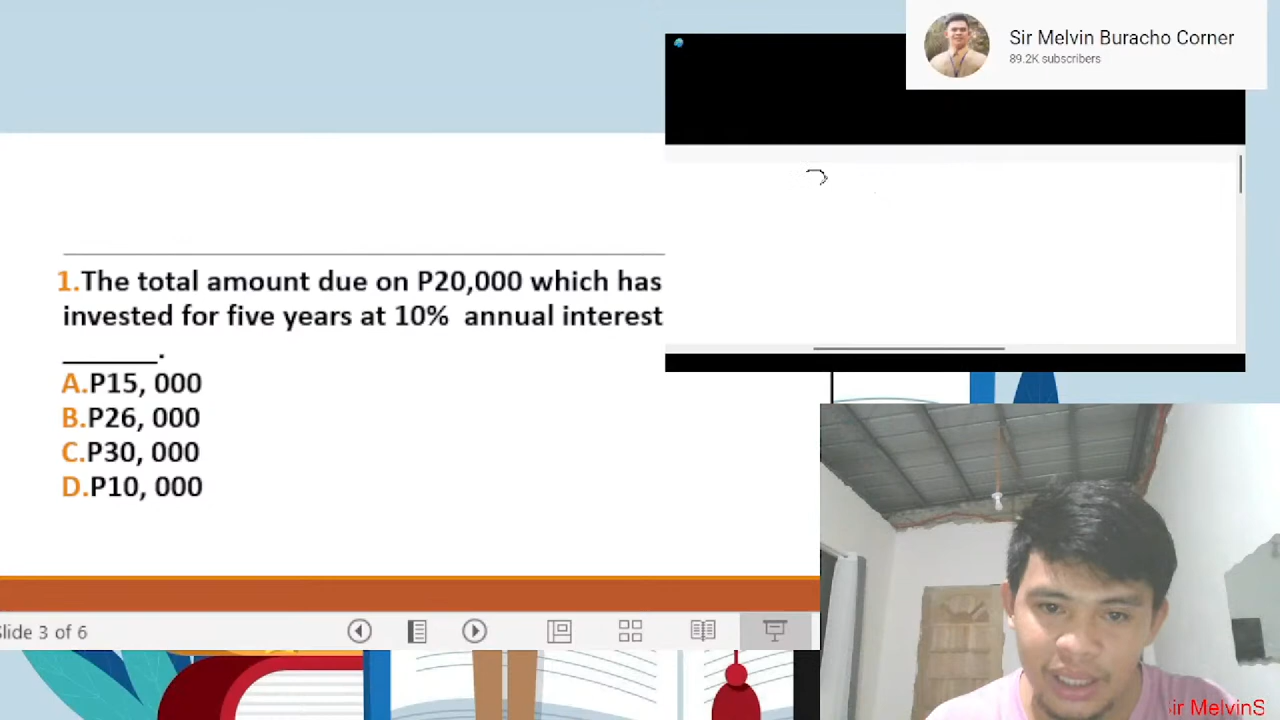 Sir Melvin Buracho Corner
89.2K subscribers
1.The total amount due on P20,000 which has
invested for five years at 10% annual interest
______.
A.P15, 000
B.P26, 000
C.P30, 000
D.P10, 000
lide 3 of 6
ir MelvinS